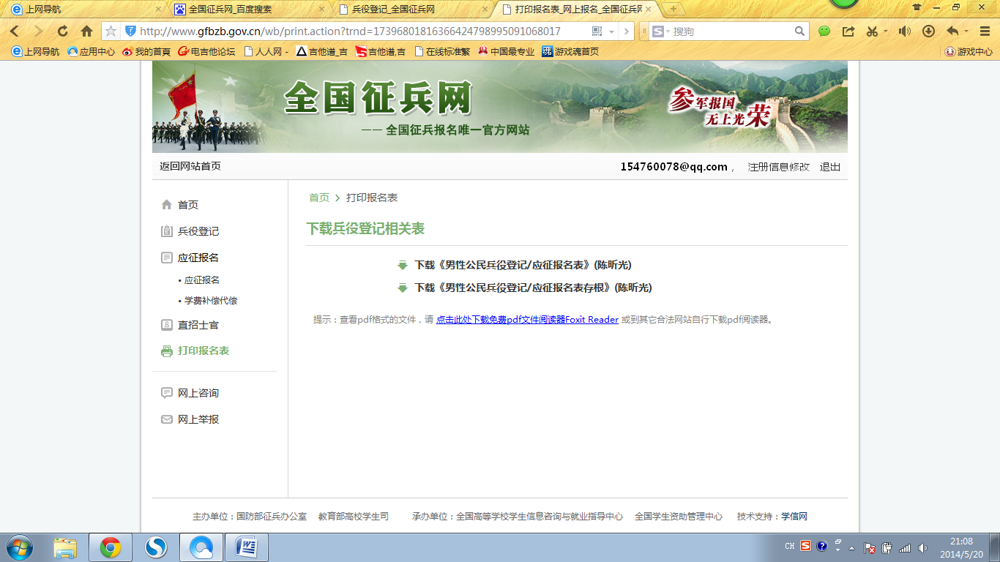 上网导航
全国征兵网_百度搜索
兵役登记_全国征兵网
打印报名表_网上报名_全国征兵网
http://www.gfbzb.gov.cn/wb/print.action?trnd=17396801816366424798995091068017
搜狗
上网导航
应用中心
我的首頁
电吉他论坛
人人网 -
吉他谱_吉
吉他谱,吉
在线标准繁
中国最专业
游戏魂首页
游戏中心
全国征兵网
—— 全国征兵报名唯一官方网站
参军报国
无上光荣
返回网站首页
154760078@qq.com ,
注册信息修改
退出
首页
兵役登记
应征报名
• 应征报名
• 学费补偿代偿
直招士官
打印报名表
网上咨询
网上举报
首页 > 打印报名表
下载兵役登记相关表
下载《男性公民兵役登记/应征报名表》(陈昕光)
下载《男性公民兵役登记/应征报名表存根》(陈昕光)
提示：查看pdf格式的文件，请 点击此处下载免费pdf文件阅读器Foxit Reader 或到其它合法网站自行下载pdf阅读器。
主办单位：国防部征兵办公室 教育部高校学生司 承办单位：全国高等学校学生信息咨询与就业指导中心 全国学生资助管理中心 技术支持：学信网
CH
21:08
2014/5/20